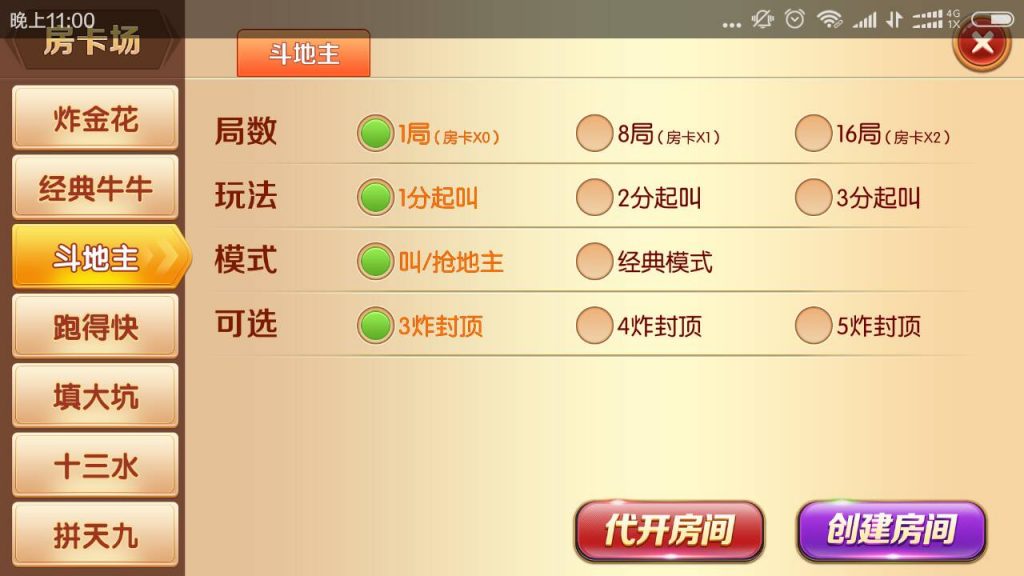 晚上11:00
4G
1X
房卡场
斗地主
炸金花
经典牛牛
斗地主
跑得快
填大坑
十三水
拼天九
局数 1局(房卡X0) 8局(房卡X1) 16局(房卡X2)
玩法 1分起叫 2分起叫 3分起叫
模式 叫/抢地主 经典模式
可选 3炸封顶 4炸封顶 5炸封顶
代开房间 创建房间